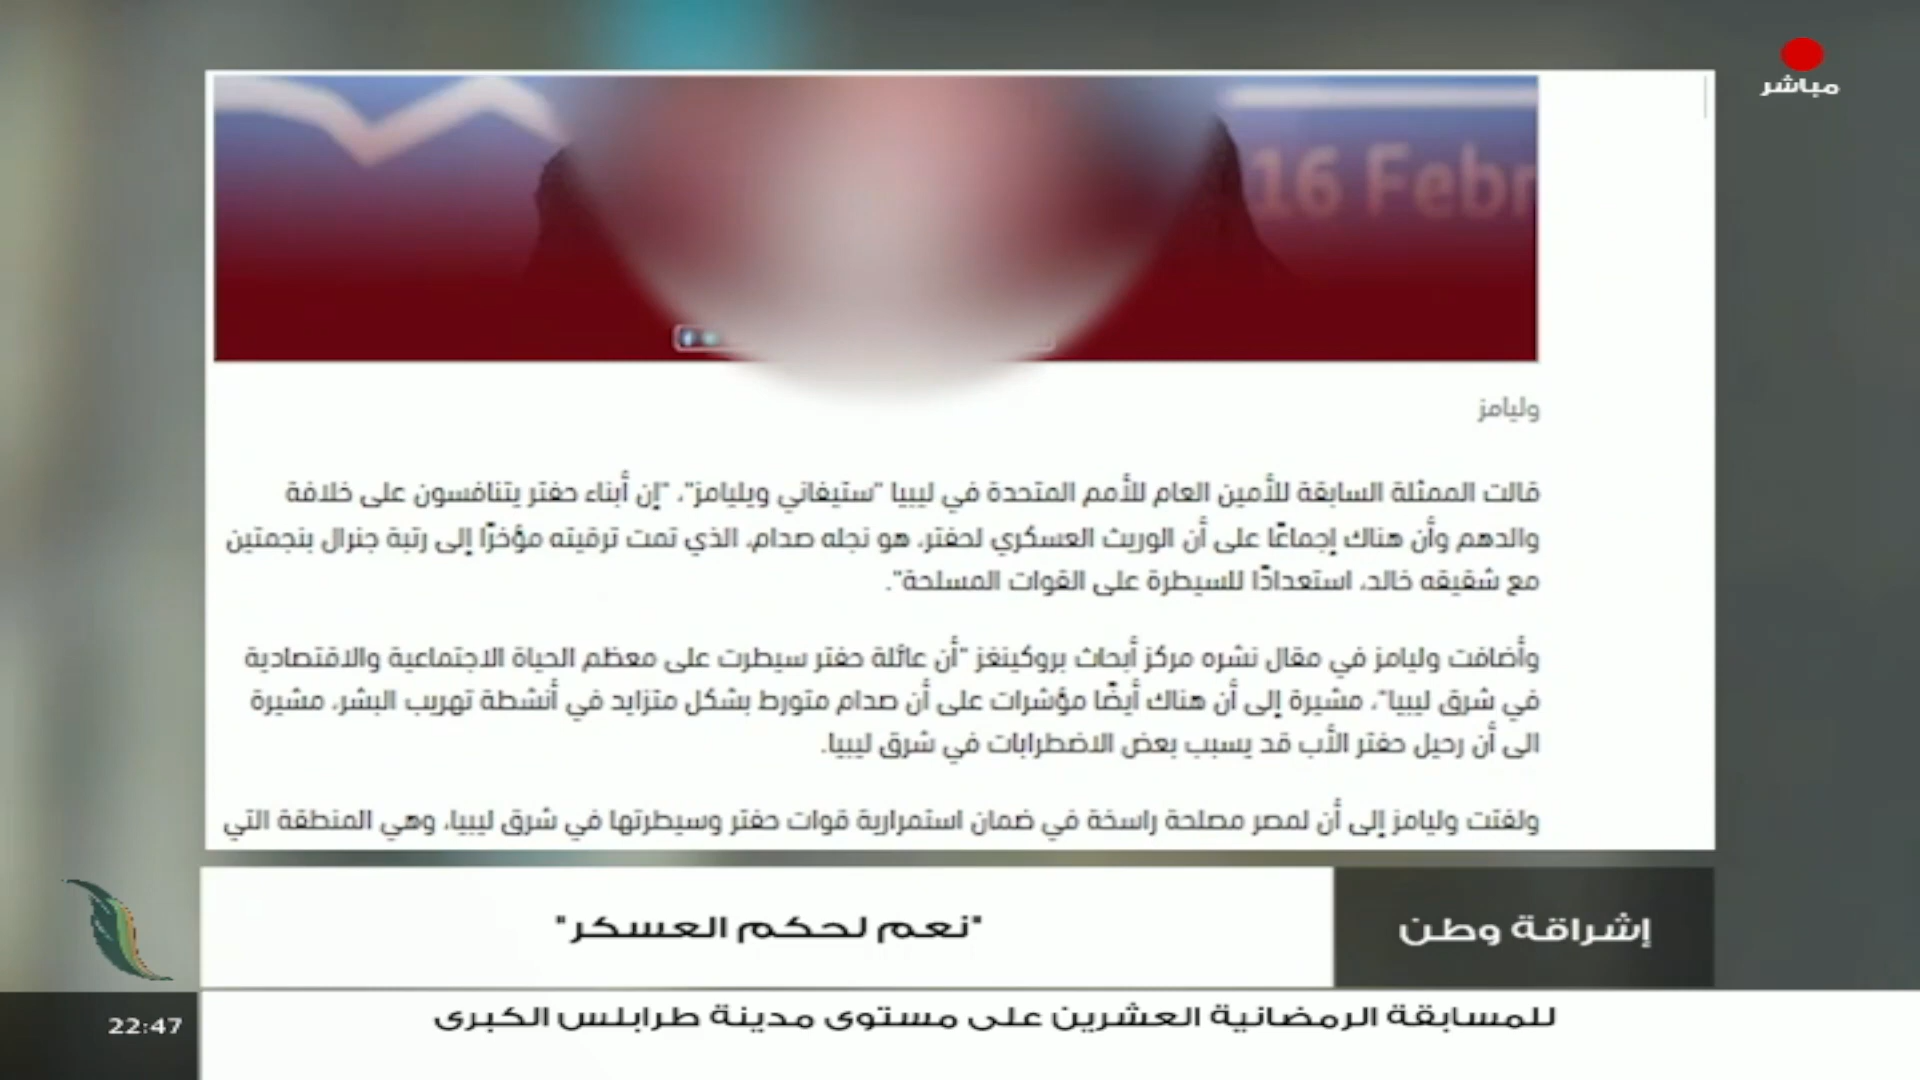 مباشر
16 Febr
وليامز
قالت الممثلة السابقة للأمين العام للأمم المتحدة في ليبيا "ستيفاني ويليامز"، "إن أبناء حفتر يتنافسون على خلافة
والدهم وأن هناك إجماعًا على أن الوريث العسكري لحفتر، هو نجله صدام، الذي تمت ترقيته مؤخرًا إلى رتبة جنرال بنجمتين
مع شقيقه خالد، استعدادًا للسيطرة على القوات المسلحة".
وأضافت وليامز في مقال نشره مركز أبحاث بروكينغز "أن عائلة حفتر سيطرت على معظم الحياة الاجتماعية والاقتصادية
في شرق ليبيا"، مشيرة إلى أن هناك أيضًا مؤشرات على أن صدام متورط بشكل متزايد في أنشطة تهريب البشر، مشيرة
الى أن رحيل حفتر الأب قد يسبب بعض الاضطرابات في شرق ليبيا.
ولفتت وليامز إلى أن لمصر مصلحة راسخة في ضمان استمرارية قوات حفتر وسيطرتها في شرق ليبيا، وهي المنطقة التي
إشراقة وطن
"نعم لحكم العسكر"
للمسابقة الرمضانية العشرين على مستوى مدينة طرابلس الكبرى
22:47